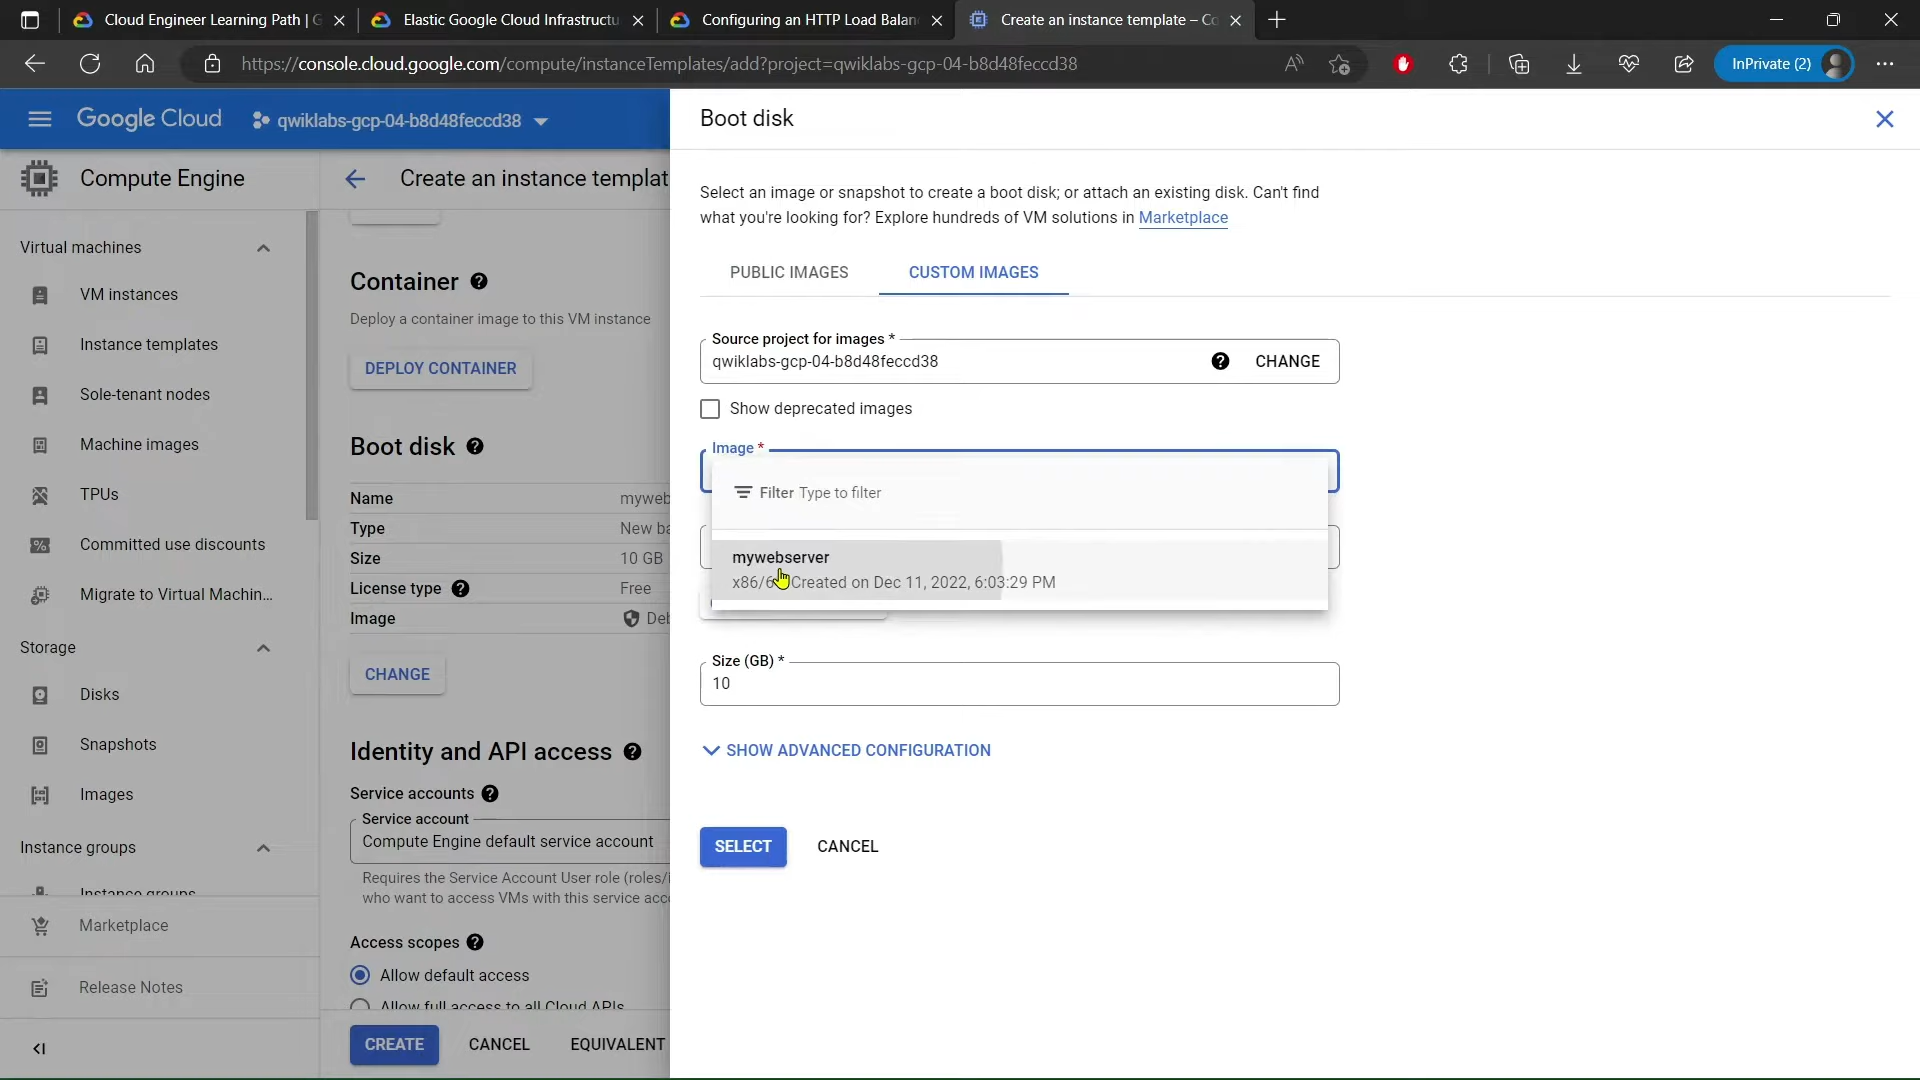 Cloud Engineer Learning Path | G
Elastic Google Cloud Infrastructu
Configuring an HTTP Load Balan
Create an instance template – Co
https://console.cloud.google.com/compute/instanceTemplates/add?project=qwiklabs-gcp-04-b8d48feccd38
InPrivate (2)
Google Cloud
qwiklabs-gcp-04-b8d48feccd38
Compute Engine
Virtual machines
VM instances
Instance templates
Sole-tenant nodes
Machine images
TPUs
Committed use discounts
Migrate to Virtual Machin...
Storage
Disks
Snapshots
Images
Instance groups
Instance groups
Marketplace
Release Notes
Create an instance templat
Container
Deploy a container image to this VM instance
DEPLOY CONTAINER
Boot disk
Name myweb
Type New ba
Size 10 GB
License type Free
Image Deb
CHANGE
Identity and API access
Service accounts
Service account
Compute Engine default service account
Requires the Service Account User role (roles/i
who want to access VMs with this service acco
Access scopes
Allow default access
Allow full access to all Cloud APIs
CREATE CANCEL EQUIVALENT
Boot disk
Select an image or snapshot to create a boot disk; or attach an existing disk. Can't find
what you're looking for? Explore hundreds of VM solutions in Marketplace
PUBLIC IMAGES
CUSTOM IMAGES
Source project for images *
qwiklabs-gcp-04-b8d48feccd38
CHANGE
Show deprecated images
Image *
Filter Type to filter
mywebserver
Created on Dec 11, 2022, 6:03:29 PM
Size (GB) *
10
SHOW ADVANCED CONFIGURATION
SELECT
CANCEL